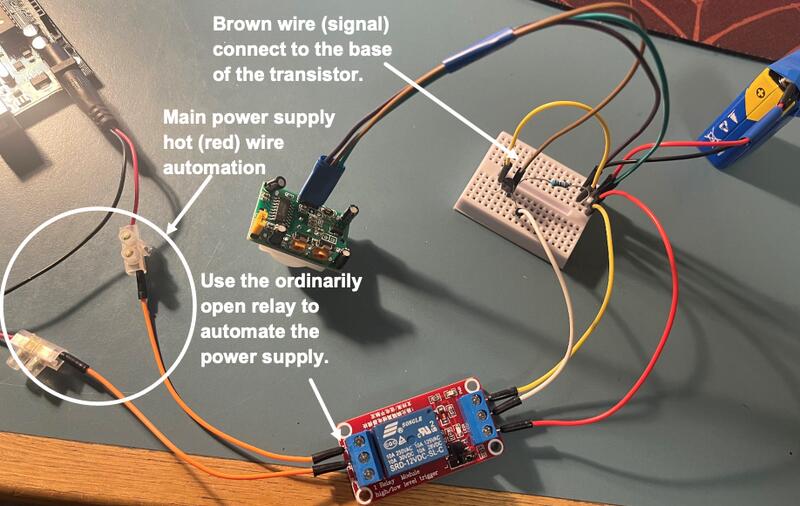 Brown wire (signal)
connect to the base
of the transistor.
Main power supply
hot (red) wire
automation
Use the ordinarily
open relay to
automate the
power supply.
SONGLE
10A 250VAC 10A 125VAC
10A 30VDC 10A 28VDC
SRD-12VDC-SL-C
1 Relay Module
high/low level trigger